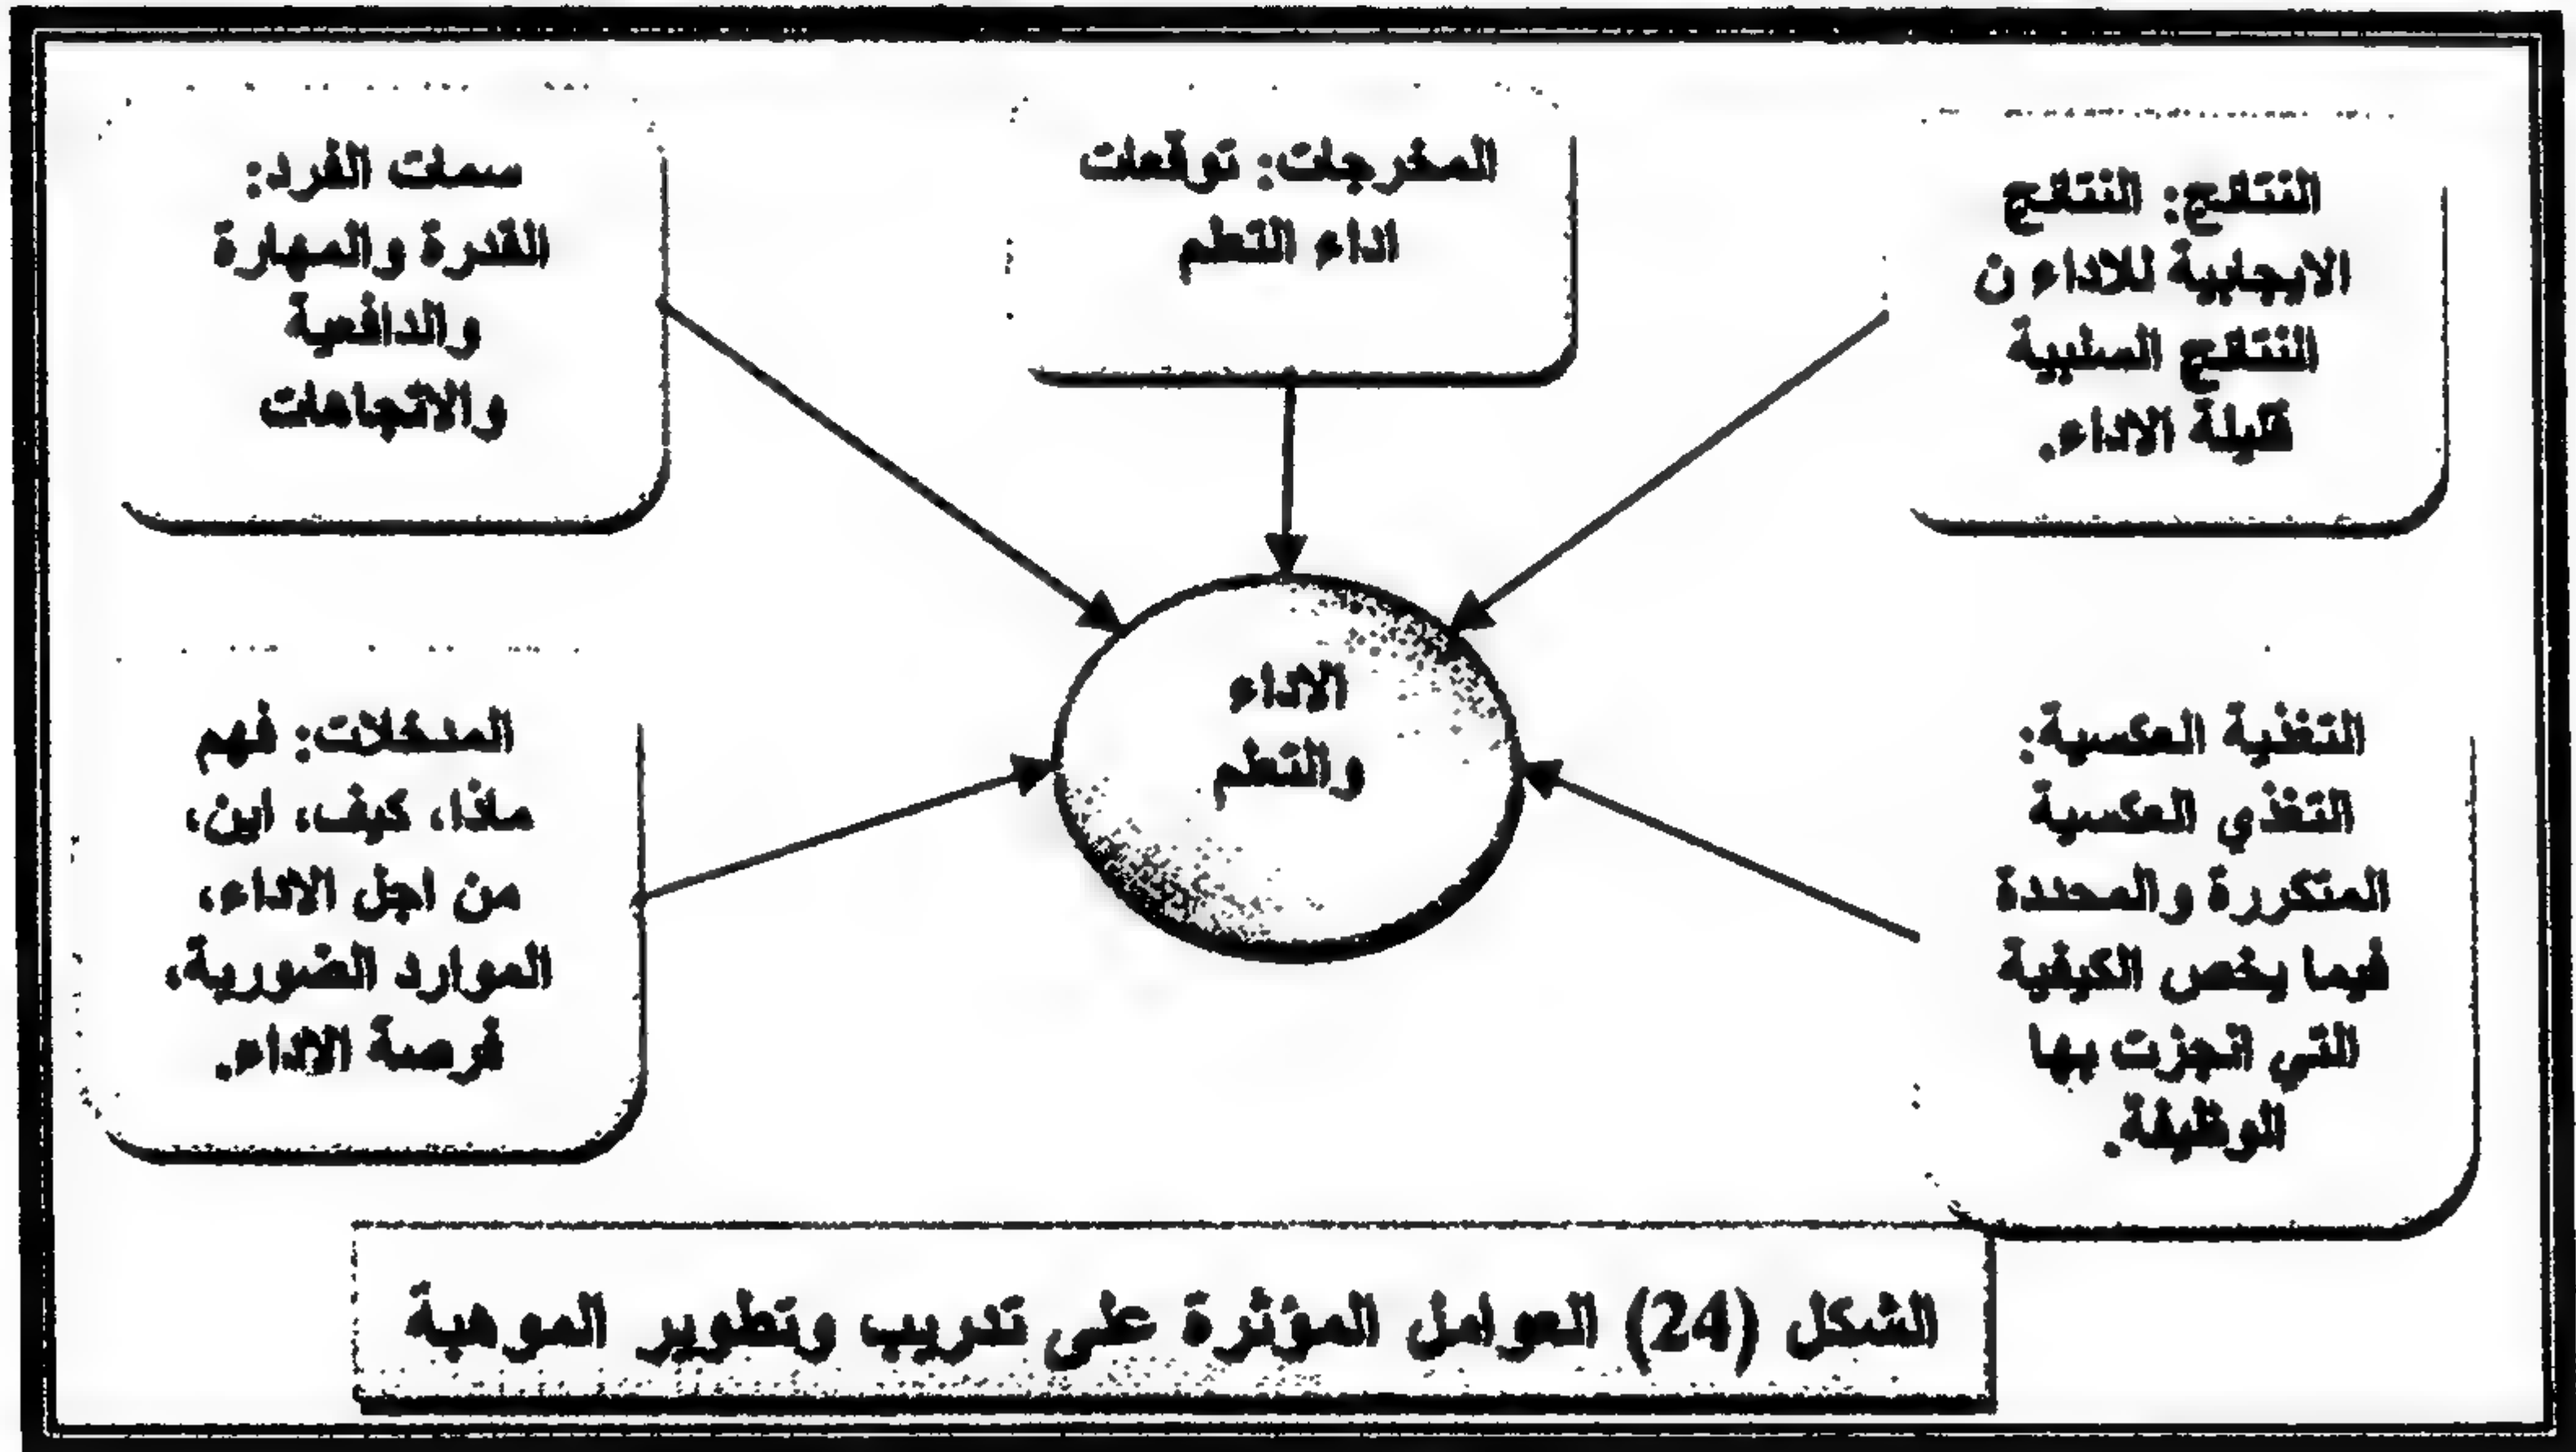 سمات الفرد:
القدرة والمهارة
والدافعية
والاتجاهات
المخرجات: توقعات
اداء التعلم
النتائج: النتائج
الايجابية للاداء ن
النتائج السلبية
قليلة الاداء.
الاداء
والتعلم
المدخلات: فهم
ماذا، كيف، اين،
من اجل الاداء،
الموارد الضورية،
فرصة الاداء.
التغذية العكسية:
التغذي العكسية
المتكررة والمحددة
فيما يخص الكيفية
التي انجزت بها
الوظيفة.
الشكل (24) العوامل المؤثرة على تدريب وتطوير الموهبة